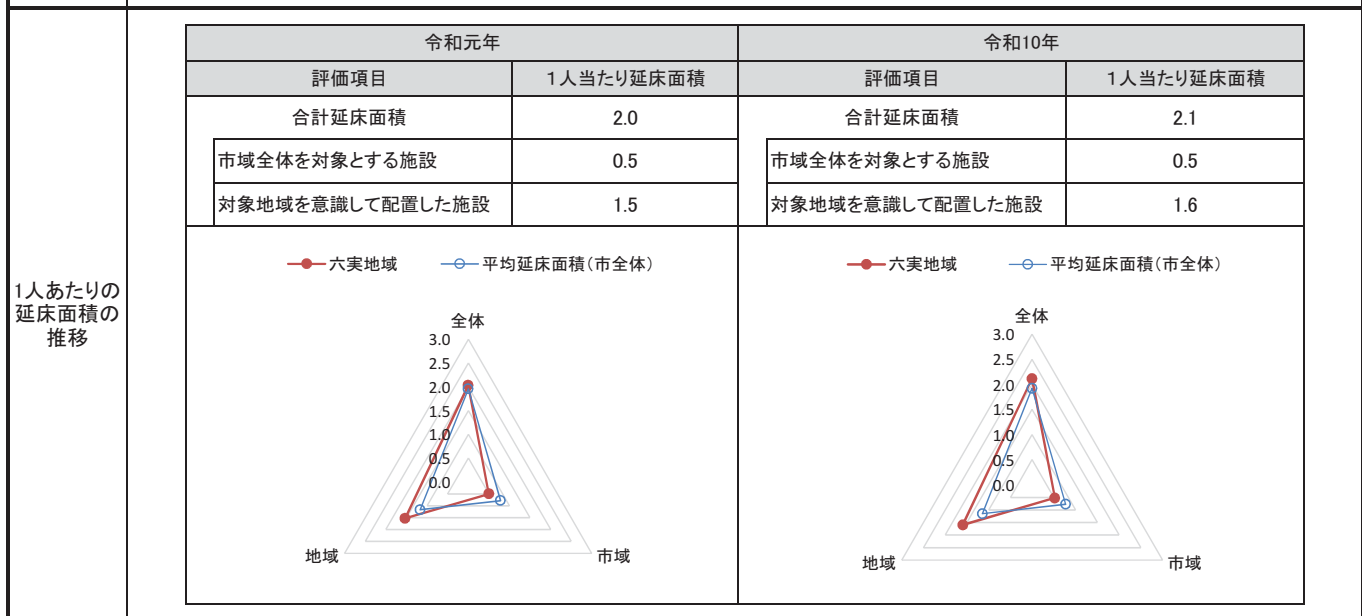 1人あたりの
延床面積の
推移
令和元年 令和10年
評価項目 1人当たり延床面積 評価項目 1人当たり延床面積
合計延床面積 2.0 合計延床面積 2.1
市域全体を対象とする施設 0.5 市域全体を対象とする施設 0.5
対象地域を意識して配置した施設 1.5 対象地域を意識して配置した施設 1.6
六実地域 平均延床面積(市全体)
全体
3.0
2.5
2.0
1.5
1.0
0.5
0.0
地域 市域
六実地域 平均延床面積(市全体)
全体
3.0
2.5
2.0
1.5
1.0
0.5
0.0
地域 市域